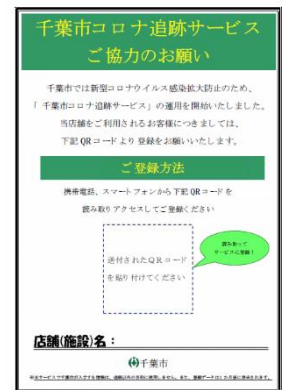 千葉市コロナ追跡サービス
ご協力のお願い
千葉市では新型コロナウイルス感染拡大防止のため、
「千葉市コロナ追跡サービス」の運用を開始いたしました。
当店舗をご利用されるお客様につきましては、
下記QRコードより登録をお願いいたします。
ご登録方法
携帯電話、スマートフォンから下記QRコードを
読み取りアクセスしてご登録ください
読み取って
サービスに登録!
送付されたQRコード
を貼り付けてください
店舗(施設)名:
千葉市